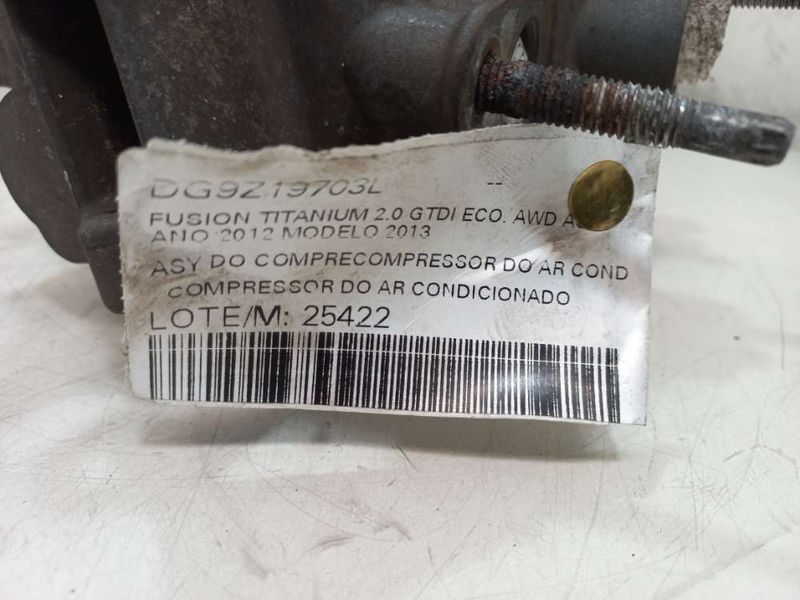 DG9Z19703L --
FUSION TITANIUM 2.0 GTDI ECO. AWD
ANO 2012 MODELO 2013
ASY DO COMPRECOMPRESSOR DO AR COND
COMPRESSOR DO AR CONDICIONADO
LOTE/M: 25422